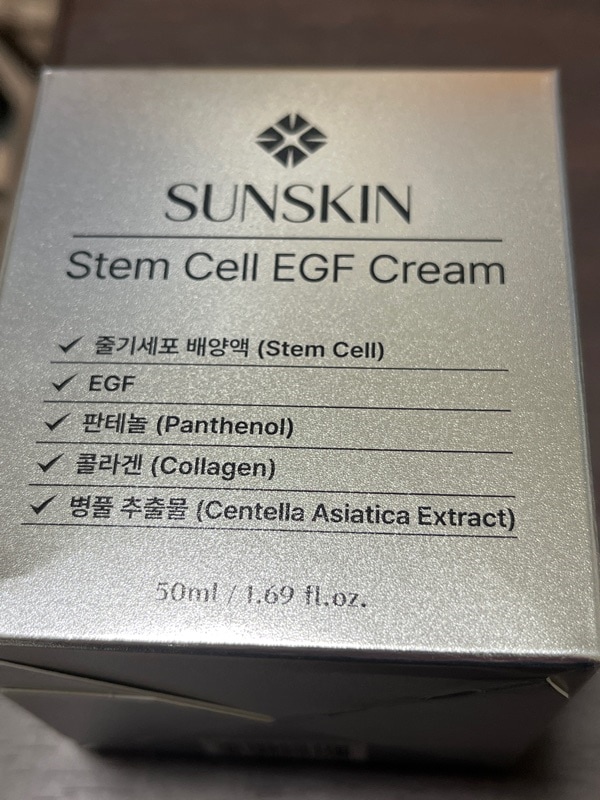 SUNSKIN
Stem Cell EGF Cream
✓ 줄기세포 배양액 (Stem Cell)
✓ EGF
✓ 판테놀 (Panthenol)
✓ 콜라겐 (Collagen)
✓ 병풀 추출물 (Centella Asiatica Extract)
50ml / 1.69 fl.oz.